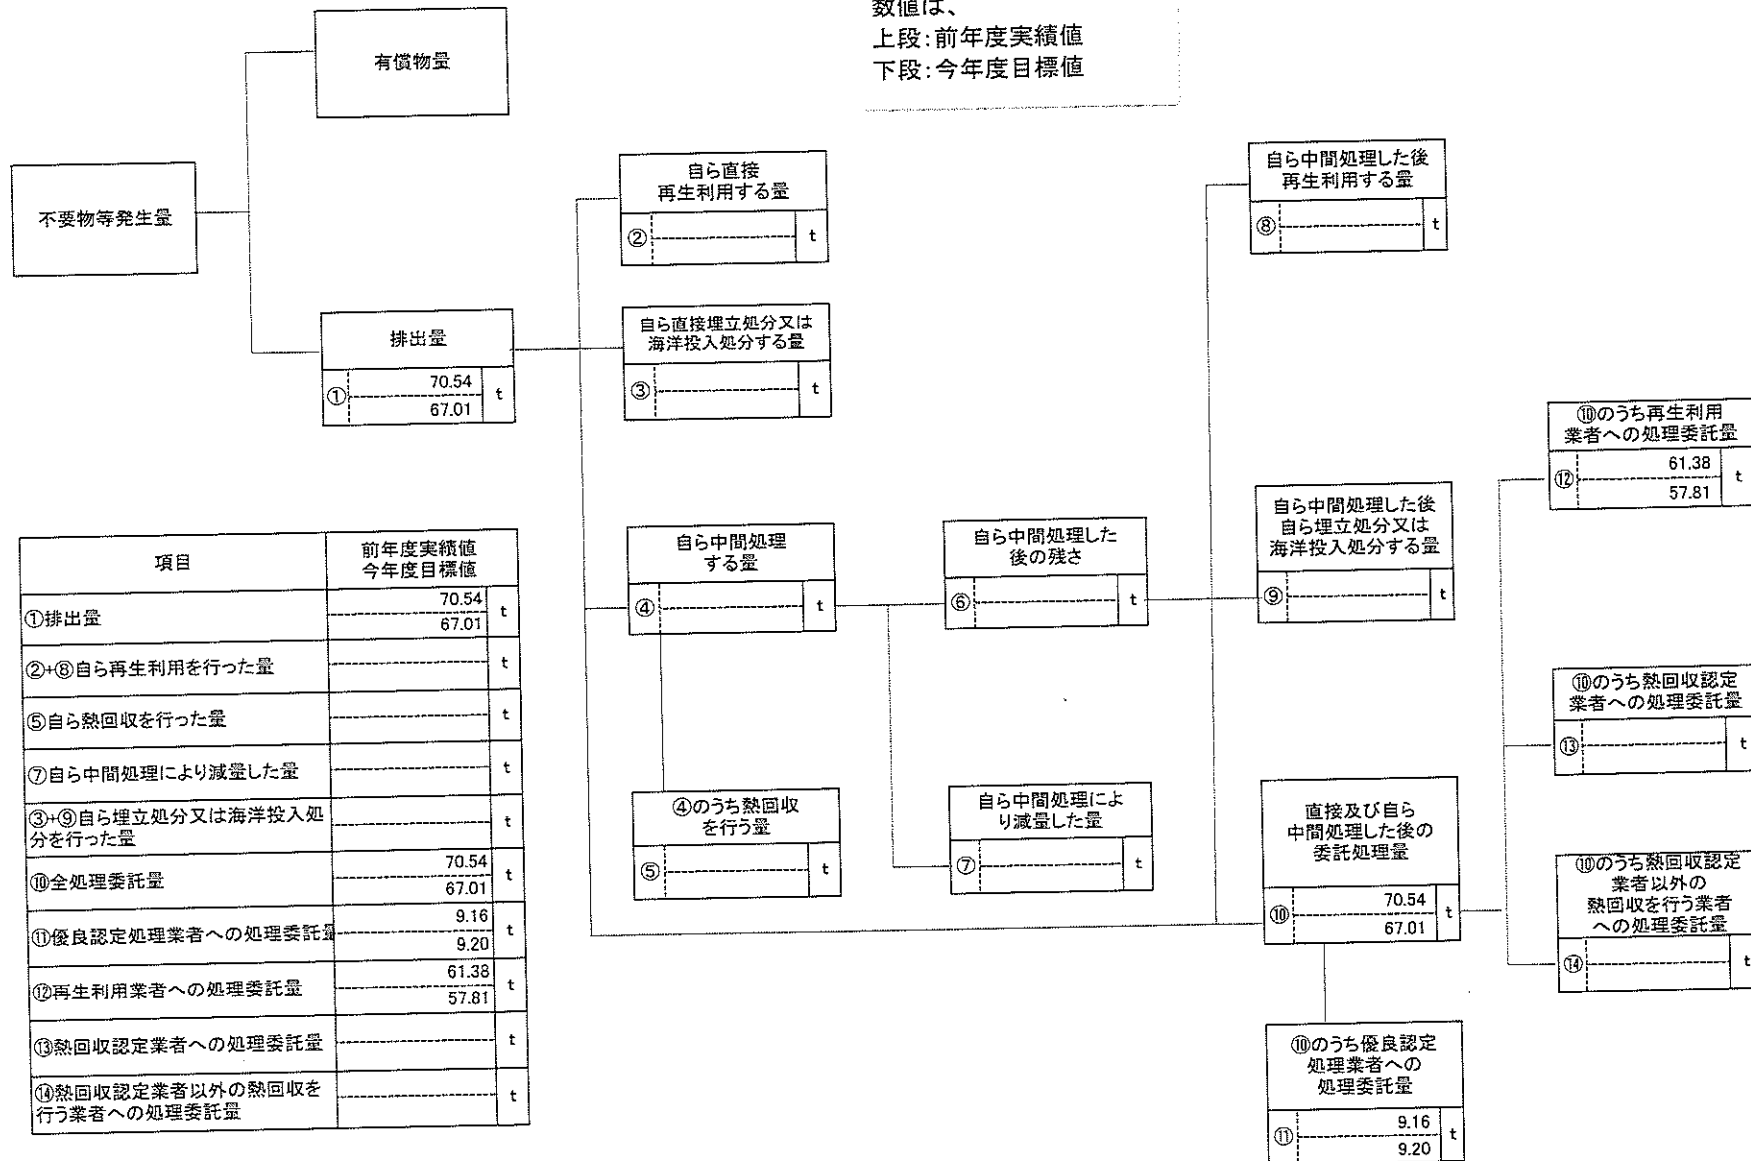 数値は、
上段:前年度実績値
下段:今年度目標値
有償物量
不要物等発生量
排出量
① 70.54 t
67.01
自ら直接
再生利用する量
② t
自ら直接埋立処分又は
海洋投入処分する量
③ t
自ら中間処理
する量
④ t
④のうち熱回収
を行う量
⑤ t
自ら中間処理した
後の残さ
⑥ t
自ら中間処理によ
り減量した量
⑦ t
自ら中間処理した後
再生利用する量
⑧ t
自ら中間処理した後
自ら埋立処分又は
海洋投入処分する量
⑨ t
直接及び自ら
中間処理した後の
委託処理量
⑩ 70.54 t
67.01
⑩のうち優良認定
処理業者への
処理委託量
⑪ 9.16 t
9.20
⑩のうち再生利用
業者への処理委託量
⑫ 61.38 t
57.81
⑩のうち熱回収認定
業者への処理委託量
⑬ t
⑩のうち熱回収認定
業者以外の
熱回収を行う業者
への処理委託量
⑭ t
項目 前年度実績値
今年度目標値
①排出量 70.54 t
67.01
②+⑧自ら再生利用を行った量 t
⑤自ら熱回収を行った量 t
⑦自ら中間処理により減量した量 t
③+⑨自ら埋立処分又は海洋投入処
分を行った量 t
⑩全処理委託量 70.54 t
67.01
⑪優良認定処理業者への処理委託量 9.16 t
9.20
⑫再生利用業者への処理委託量 61.38 t
57.81
⑬熱回収認定業者への処理委託量 t
⑭熱回収認定業者以外の熱回収を
行う業者への処理委託量 t